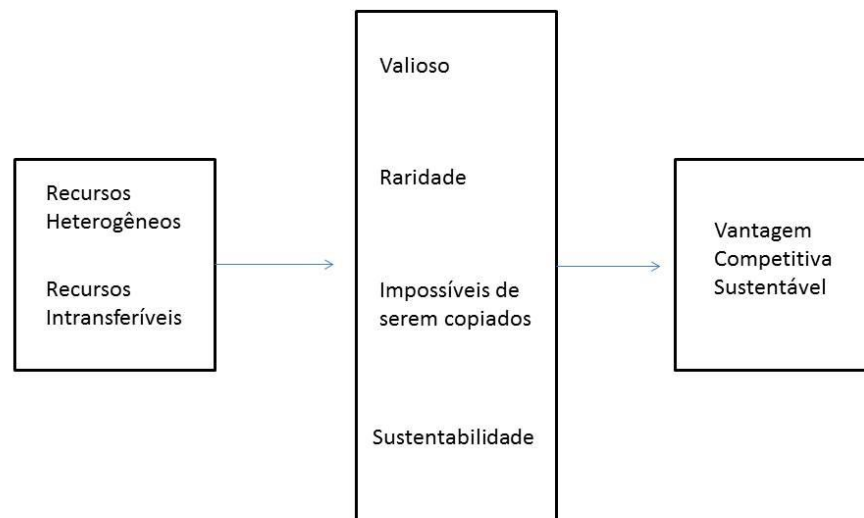 Recursos
Heterogêneos
Recursos
Intransferíveis
Valioso
Raridade
Impossíveis de
serem copiados
Sustentabilidade
Vantagem
Competitiva
Sustentável